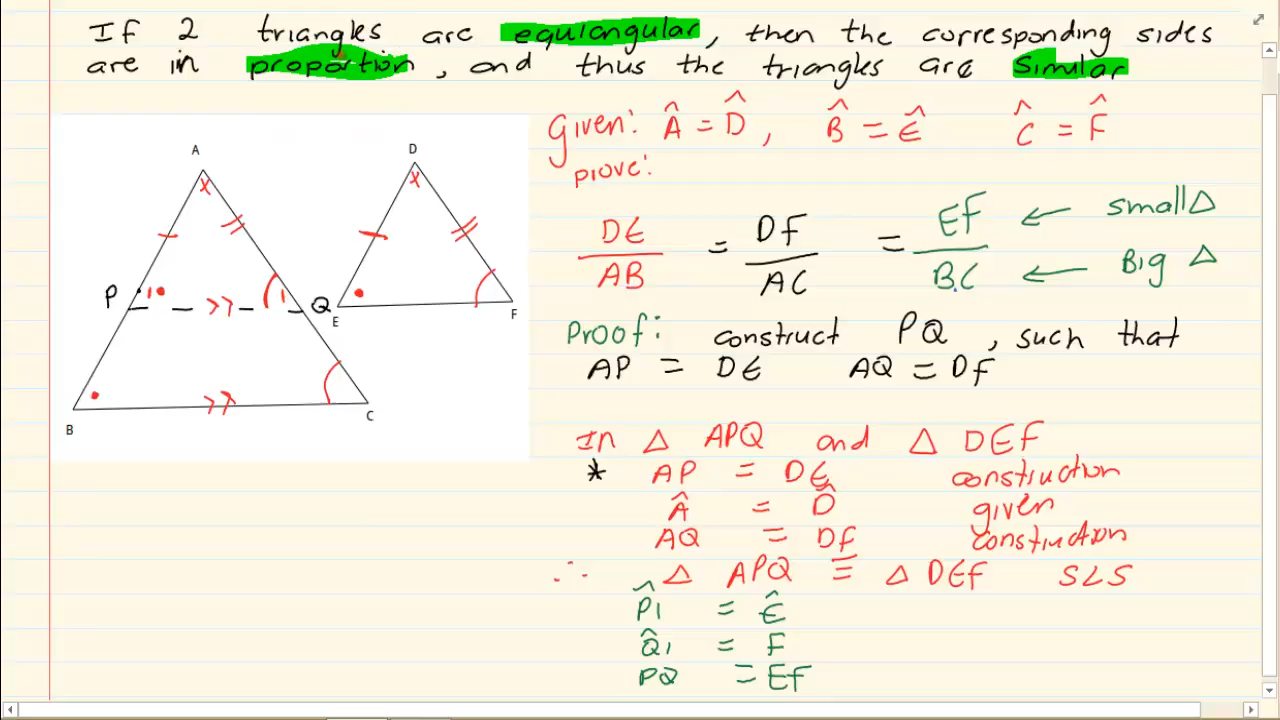 If 2 triangles are equiangular, then the corresponding sides
are in proportion, and thus the triangles are similar
Given: Â = D̂, B̂ = Ê Ĉ = F̂
prove:
DE/AB = DF/AC = EF/BC ← small △ ← Big △
Proof: construct PQ, such that
AP = DE AQ = DF
In △ APQ and △ DEF
* AP = DE construction
Â = D̂ given
AQ = DF construction
∴ △ APQ ≡ △ DEF S∠S
P̂1 = Ê
Q̂1 = F
PQ = EF
A
D
x
x
P 1 1 Q
E
F
B
C